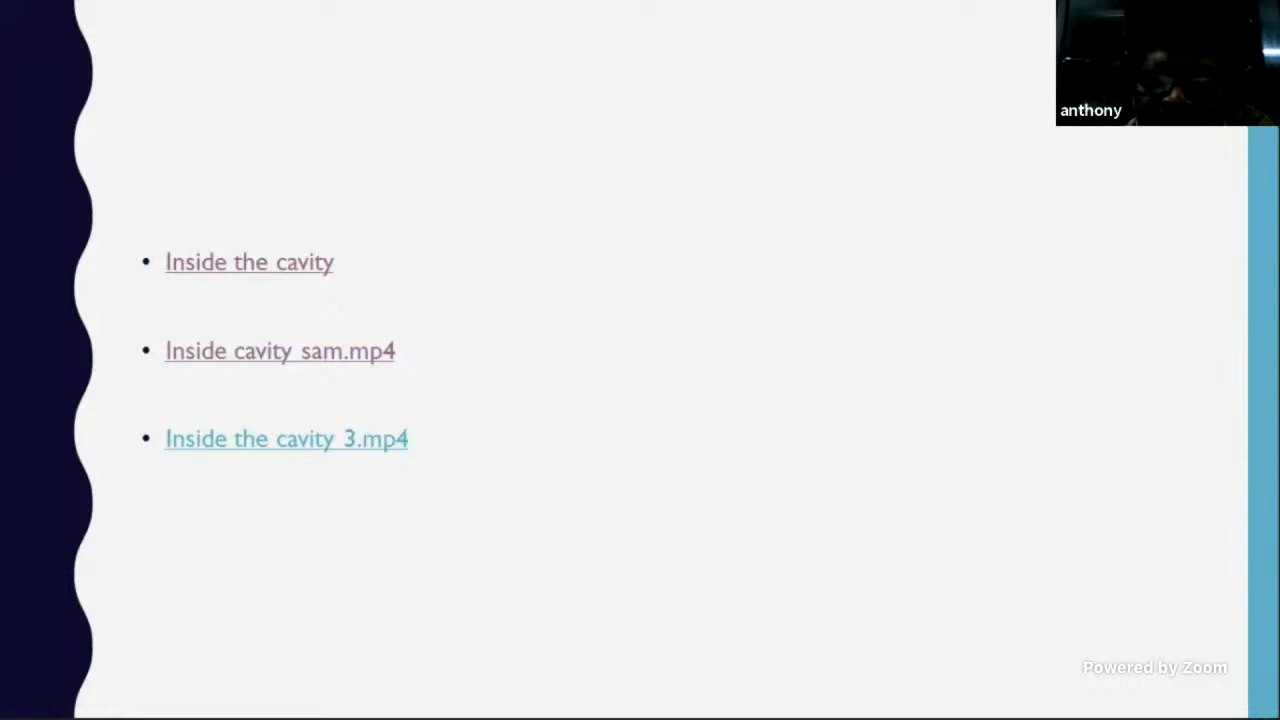 anthony
Inside the cavity
Inside cavity sam.mp4
Inside the cavity 3.mp4
Powered by Zoom